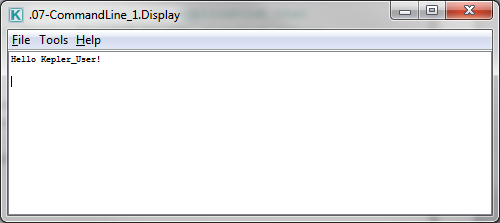 .07-CommandLine_1.Display
File Tools Help
Hello Kepler_User!